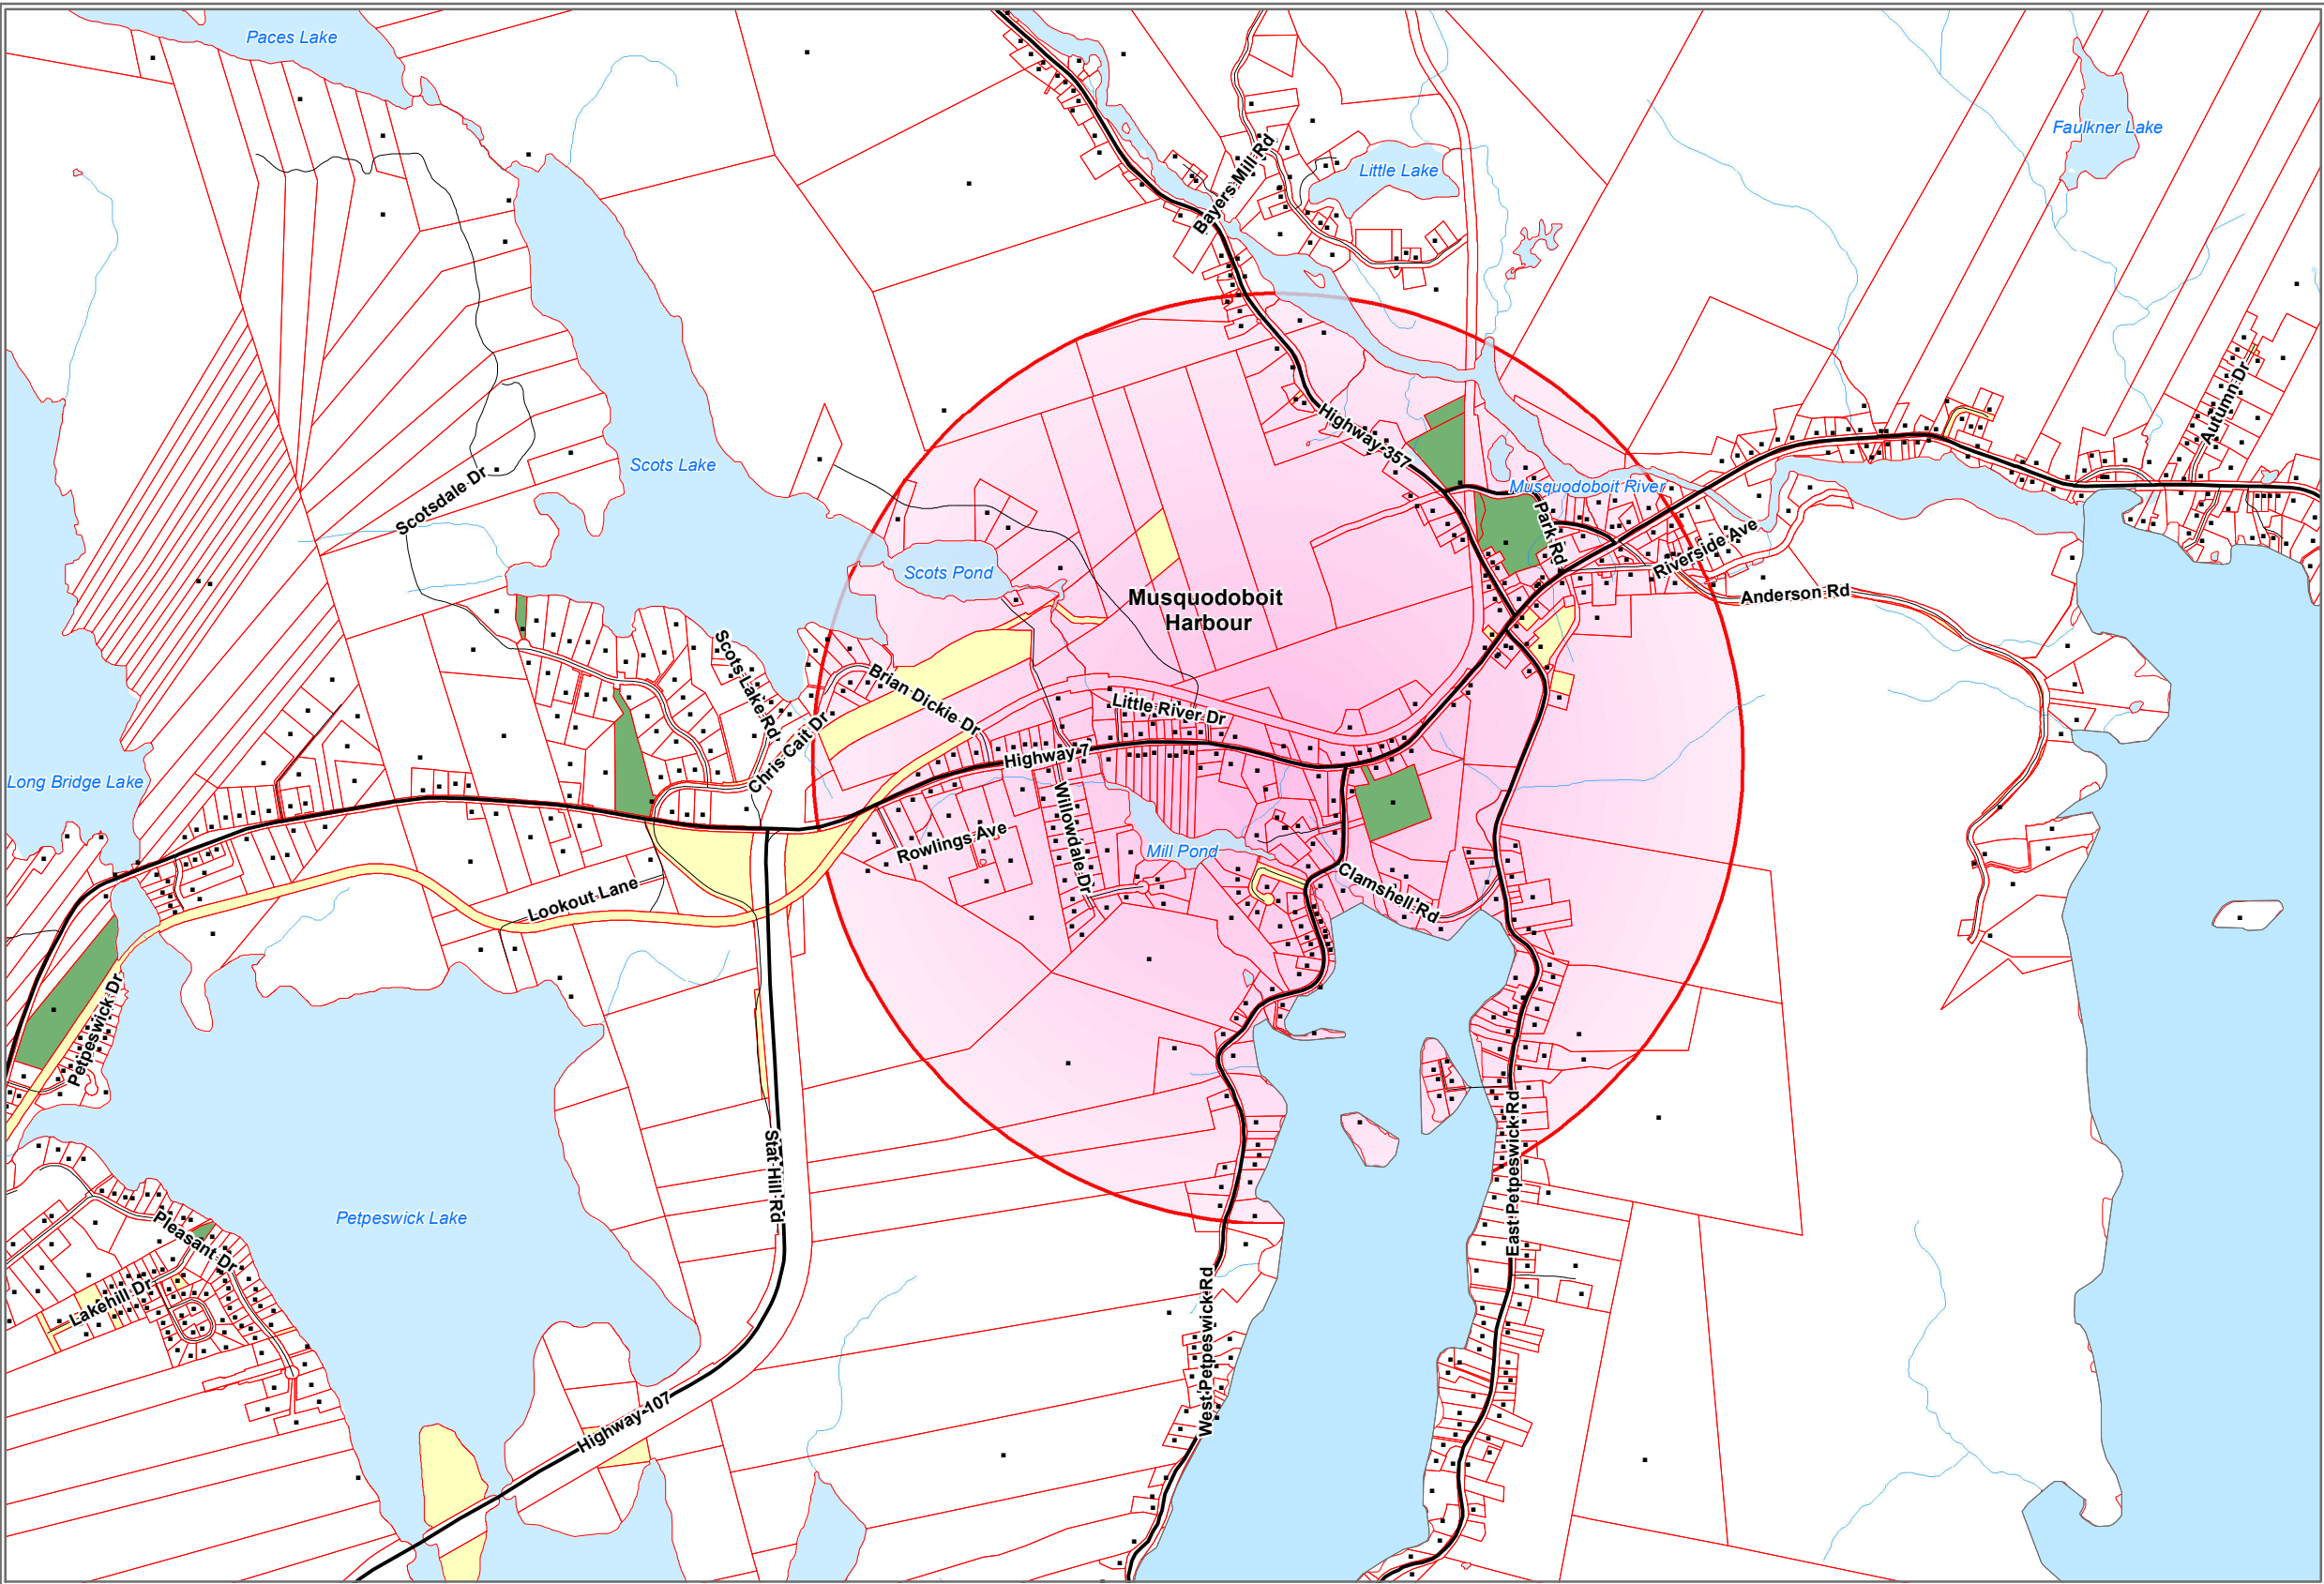 Paces Lake
Faulkner Lake
Little Lake
Bayers Mill Rd
Autumn Dr
Highway 357
Scots Lake
Scotsdale Dr
Musquodoboit River
Park Rd
Riverside Ave
Scots Pond
Anderson Rd
Musquodoboit
Harbour
Scots Lake Rd
Brian Dickie Dr
Little River Dr
Chris Cait Dr
Highway 7
Long Bridge Lake
Willowdale Dr
Rowlings Ave
Mill Pond
Clamshell Rd
Lookout Lane
Petpeswick Dr
Stat Hill Rd
East Petpeswick Rd
Petpeswick Lake
Pleasant Dr
Lakehill Dr
West Petpeswick Rd
Highway 107